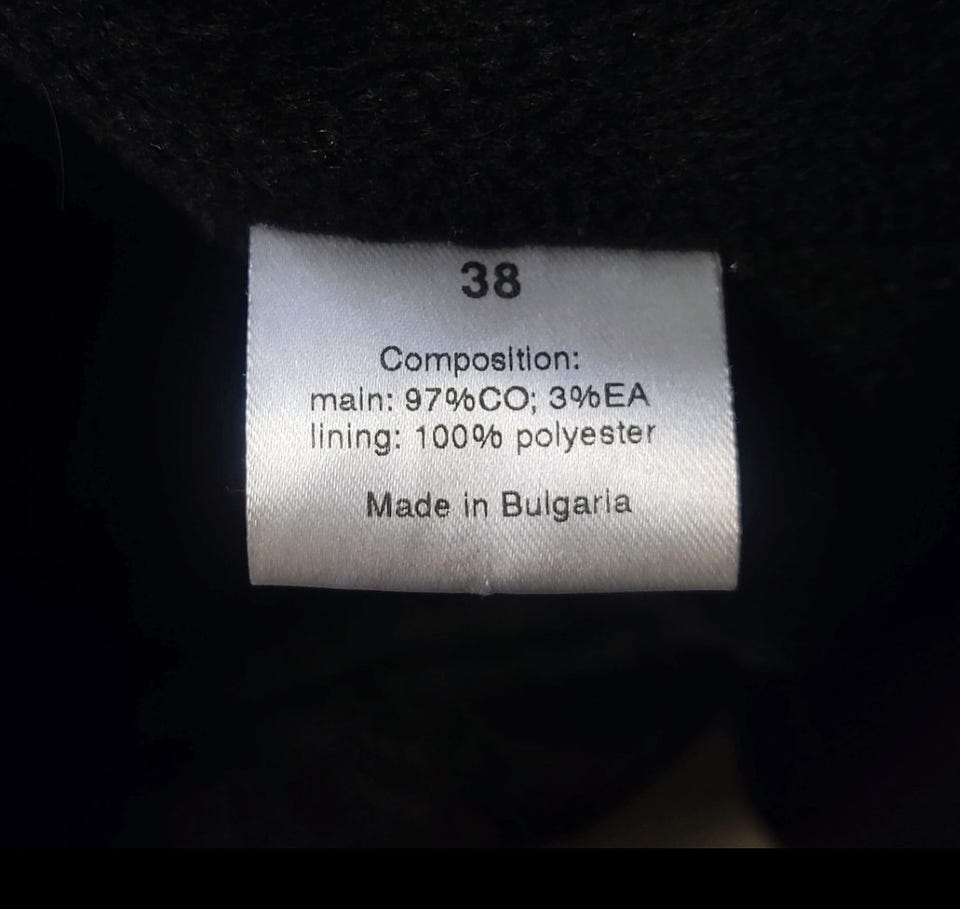 38
Composition:
main: 97%CO; 3%EA
lining: 100% polyester
Made in Bulgaria